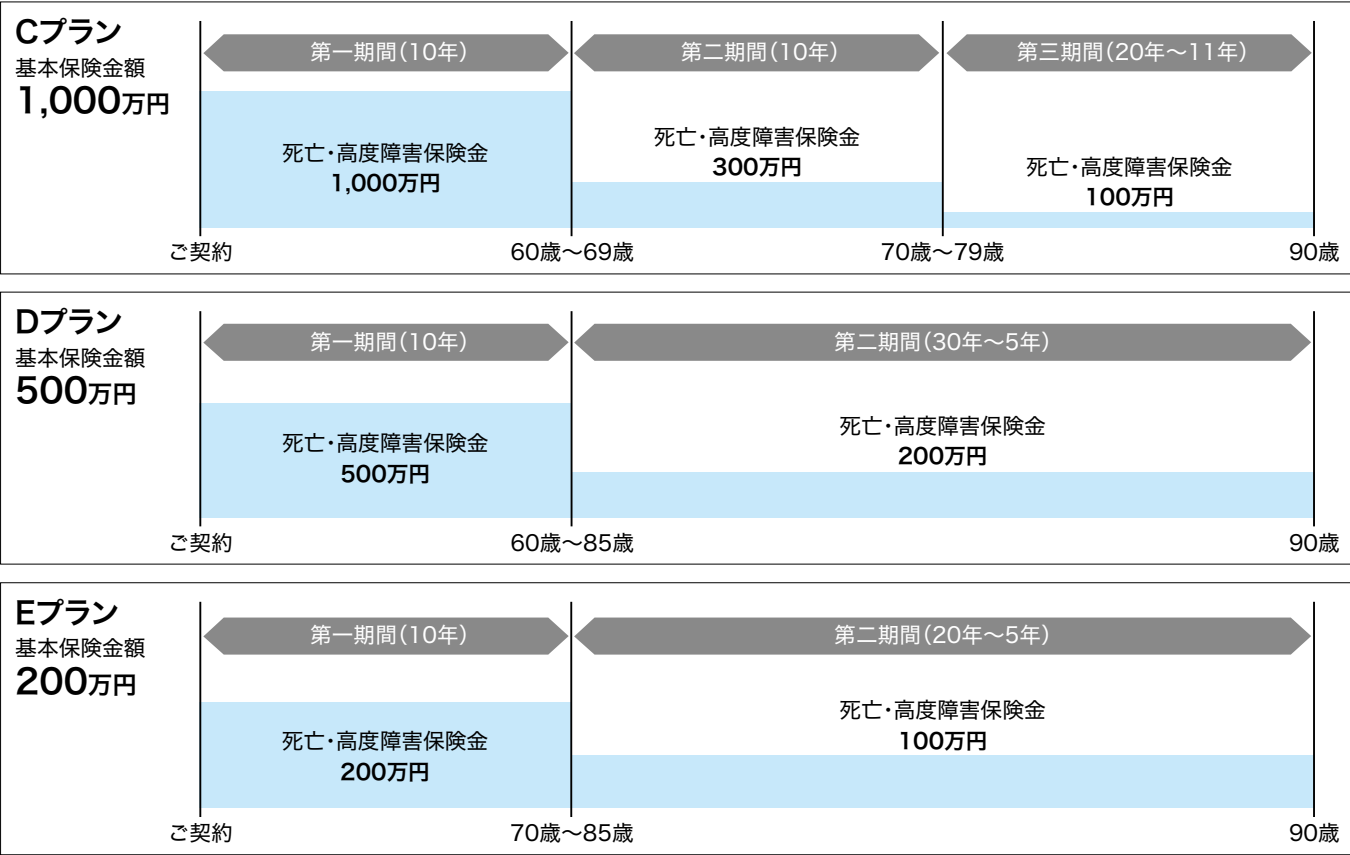 Cプラン
基本保険金額
1,000万円
第一期間(10年)
第二期間(10年)
第三期間(20年～11年)
死亡・高度障害保険金
1,000万円
死亡・高度障害保険金
300万円
死亡・高度障害保険金
100万円
ご契約
60歳～69歳
70歳～79歳
90歳
Dプラン
基本保険金額
500万円
第一期間(10年)
第二期間(30年～5年)
死亡・高度障害保険金
500万円
死亡・高度障害保険金
200万円
ご契約
60歳～85歳
90歳
Eプラン
基本保険金額
200万円
第一期間(10年)
第二期間(20年～5年)
死亡・高度障害保険金
200万円
死亡・高度障害保険金
100万円
ご契約
70歳～85歳
90歳